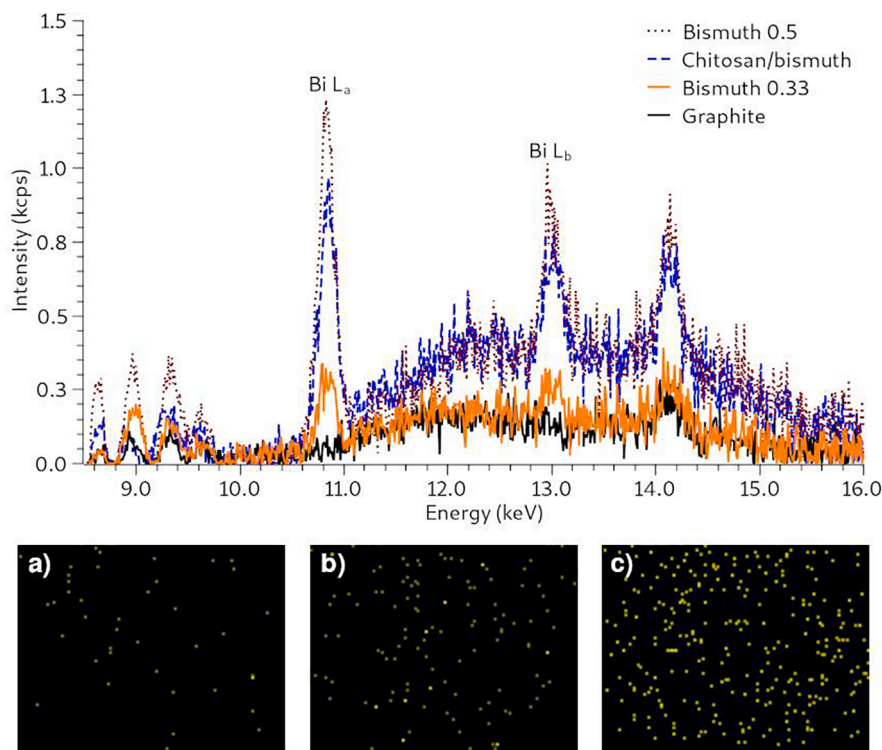 1.5
Bismuth 0.5
Chitosan/bismuth
Bismuth 0.33
Graphite
Bi Lₐ
1.3
Bi L_b
1.0
Intensity (kcps)
0.8
0.5
0.3
0.0
9.0 10.0 11.0 12.0 13.0 14.0 15.0 16.0
Energy (keV)
a) b) c)